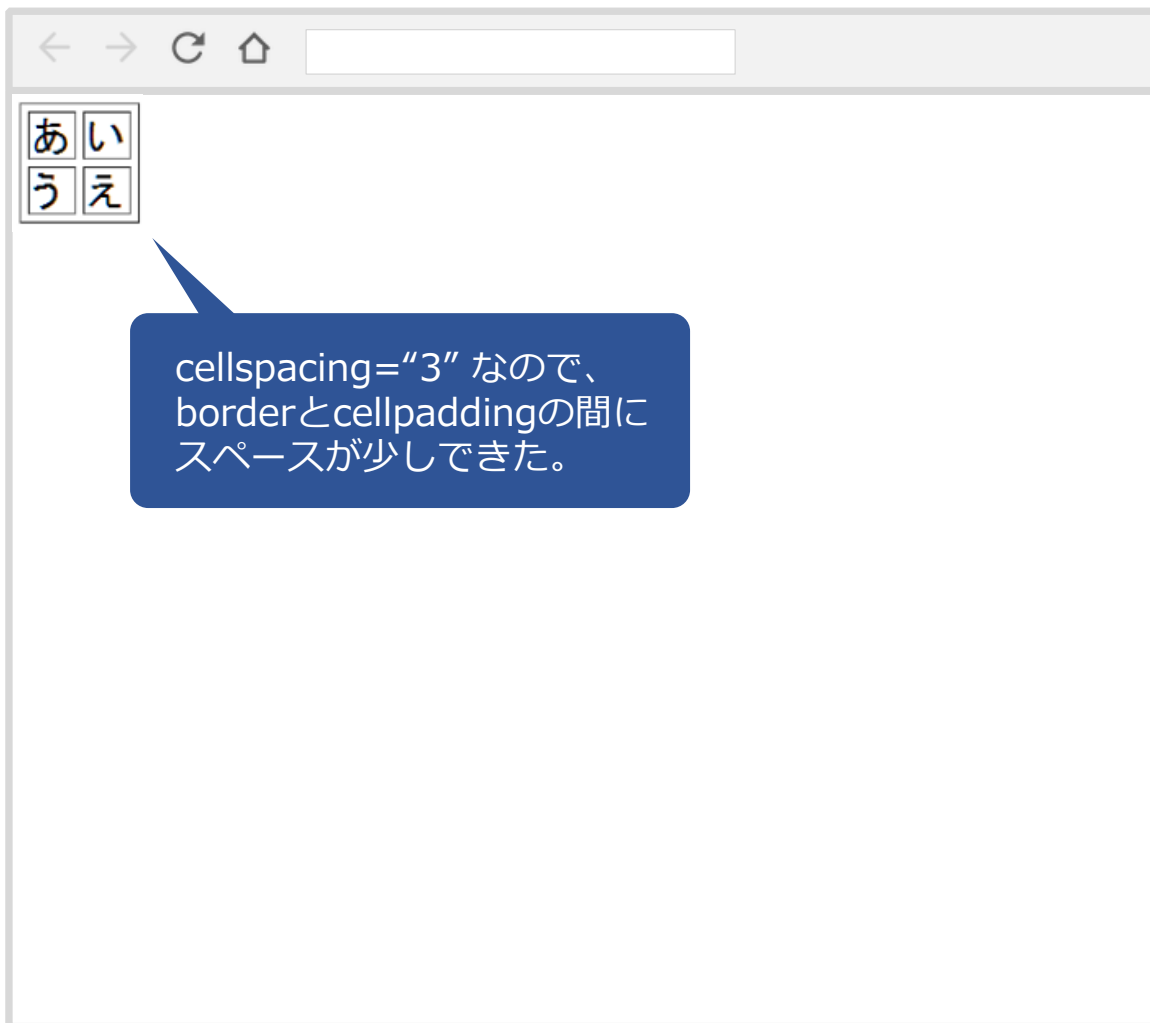 あ い
う え
cellspacing=“3” なので、
borderとcellpaddingの間に
スペースが少しできた。